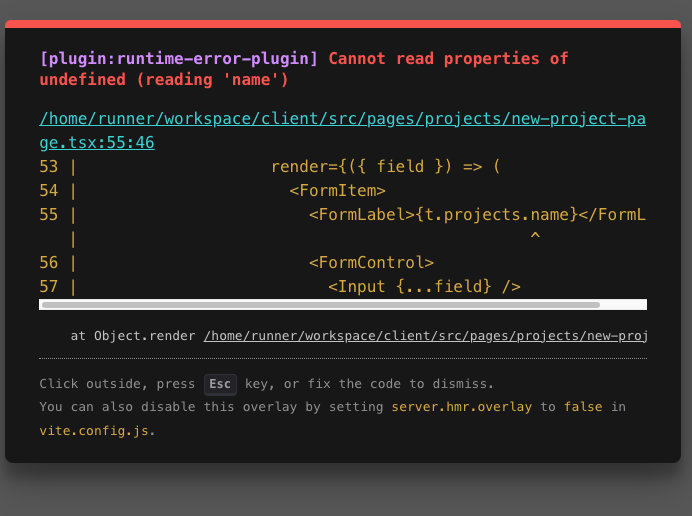 [plugin:runtime-error-plugin] Cannot read properties of
undefined (reading 'name')
/home/runner/workspace/client/src/pages/projects/new-project-pa
ge.tsx:55:46
53 |                    render={({ field }) => (
54 |                      <FormItem>
55 |                        <FormLabel>{t.projects.name}</FormL
   |                                               ^
56 |                        <FormControl>
57 |                          <Input {...field} />
    at Object.render /home/runner/workspace/client/src/pages/projects/new-proj
Click outside, press Esc key, or fix the code to dismiss.
You can also disable this overlay by setting server.hmr.overlay to false in
vite.config.js.